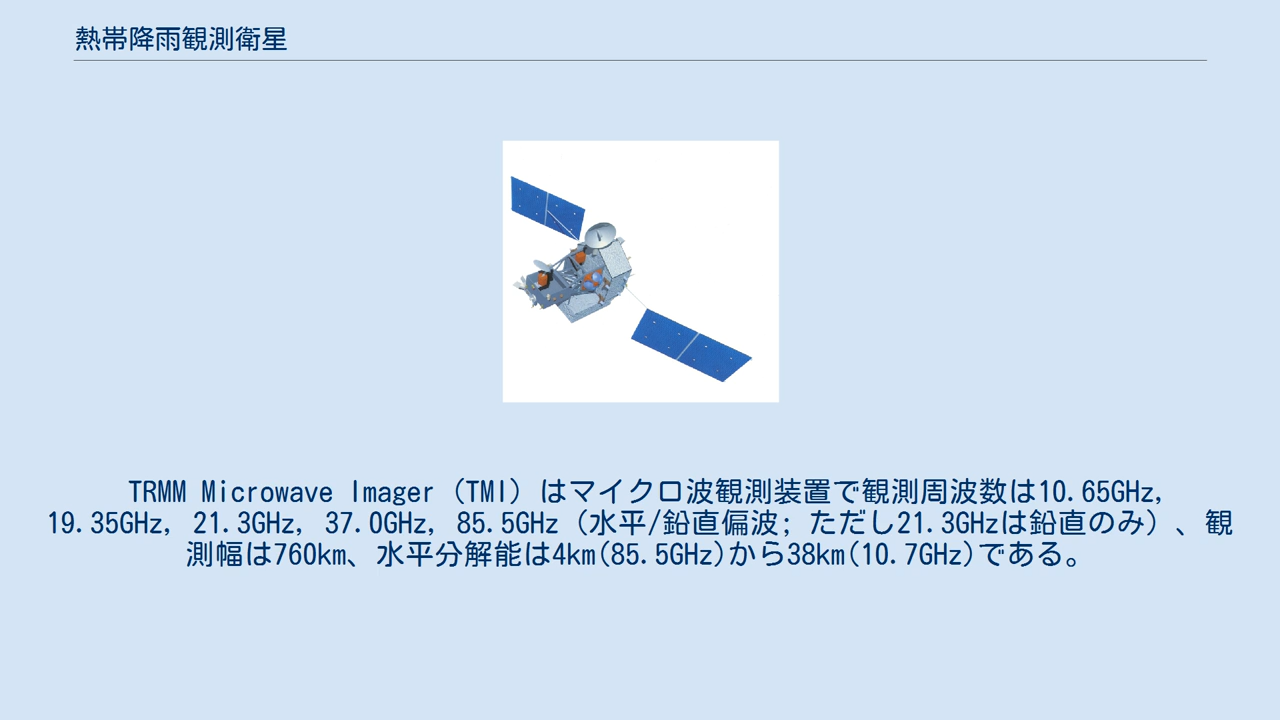 熱帯降雨観測衛星
TRMM Microwave Imager (TMI) はマイクロ波観測装置で観測周波数は10.65GHz,
19.35GHz, 21.3GHz, 37.0GHz, 85.5GHz (水平/鉛直偏波; ただし21.3GHzは鉛直のみ) 、観
測幅は760km、水平分解能は4km(85.5GHz)から38km(10.7GHz)である。